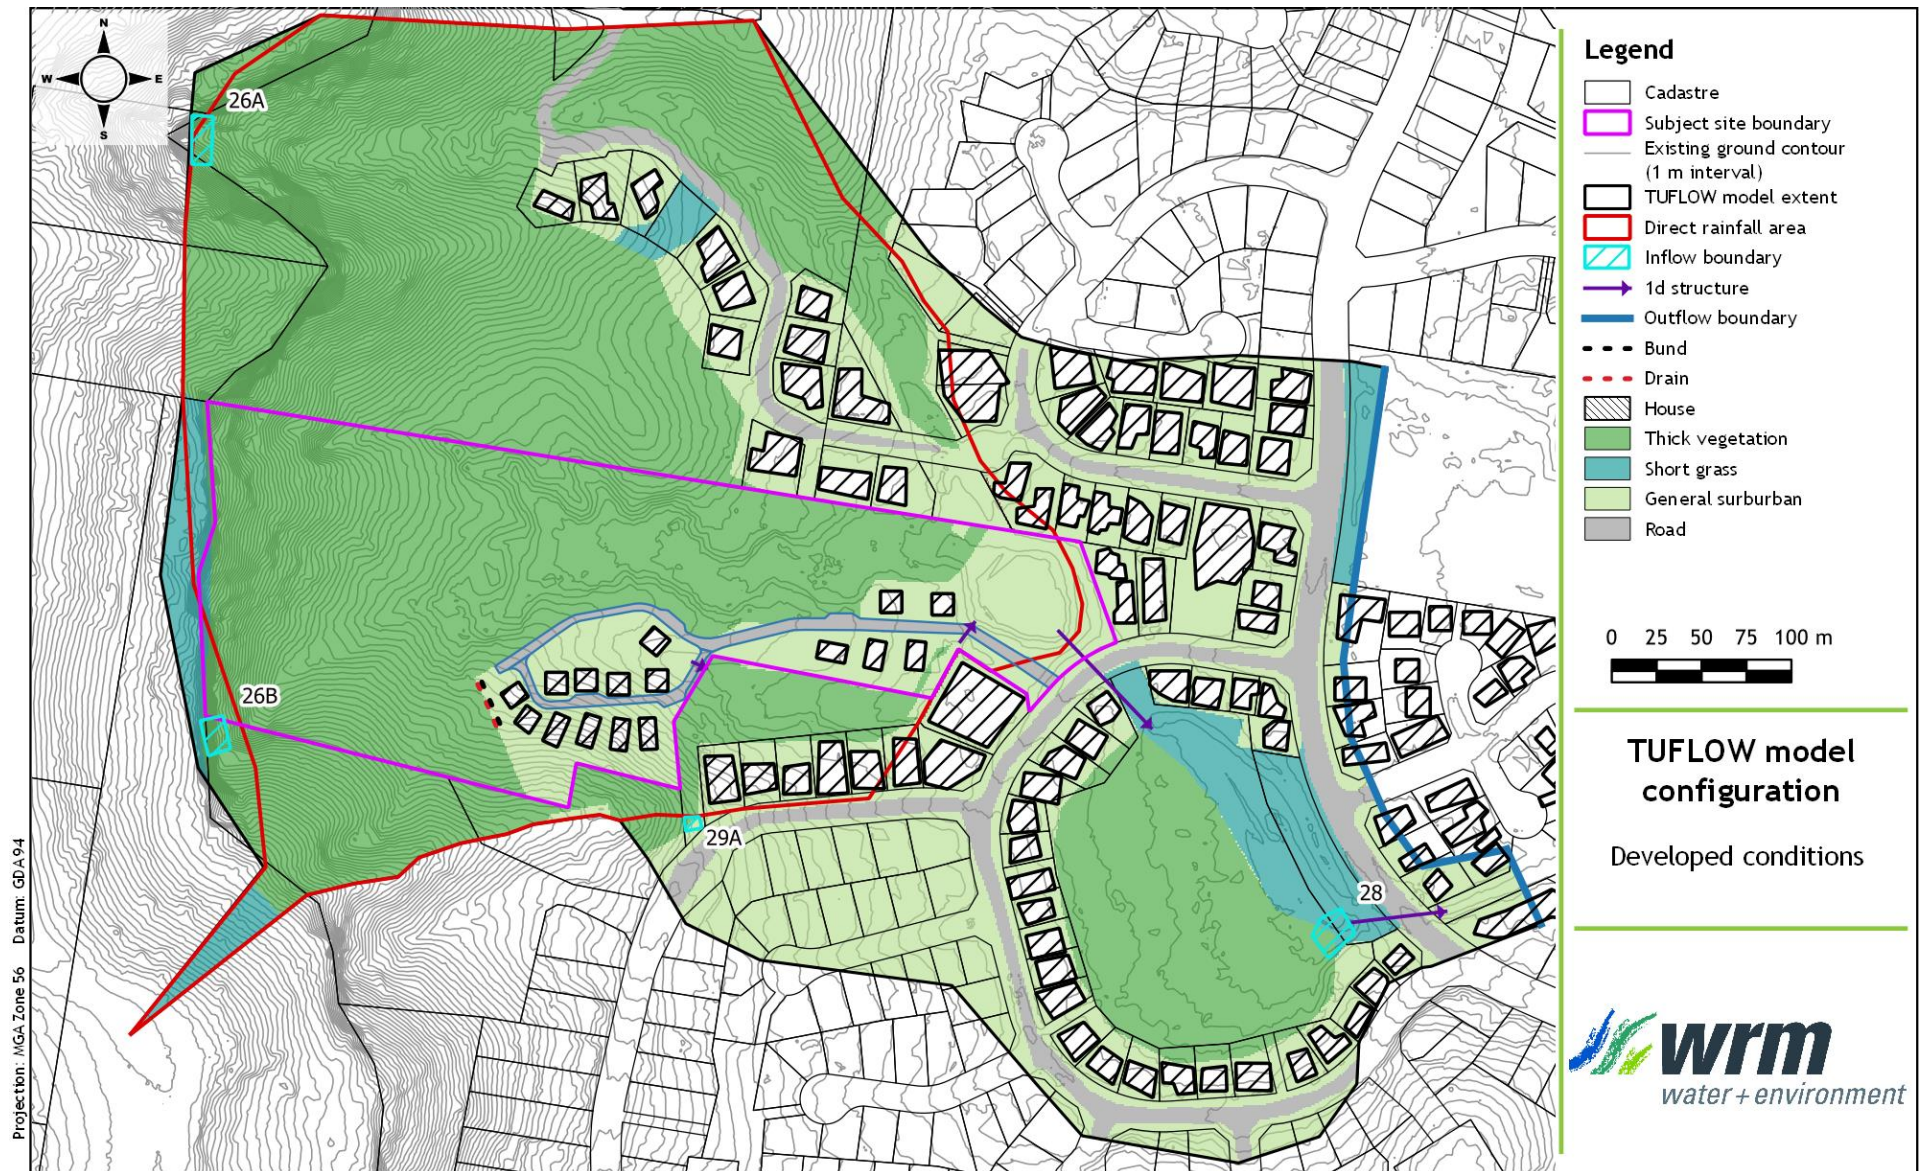 N
W E
S
26A
26B
29A
28
Projection: MGA Zone 56 Datum: GDA94
Legend
Cadastre
Subject site boundary
Existing ground contour
(1 m interval)
TUFLOW model extent
Direct rainfall area
Inflow boundary
1d structure
Outflow boundary
Bund
Drain
House
Thick vegetation
Short grass
General surburban
Road
0 25 50 75 100 m
TUFLOW model
configuration
Developed conditions
wrm
water + environment